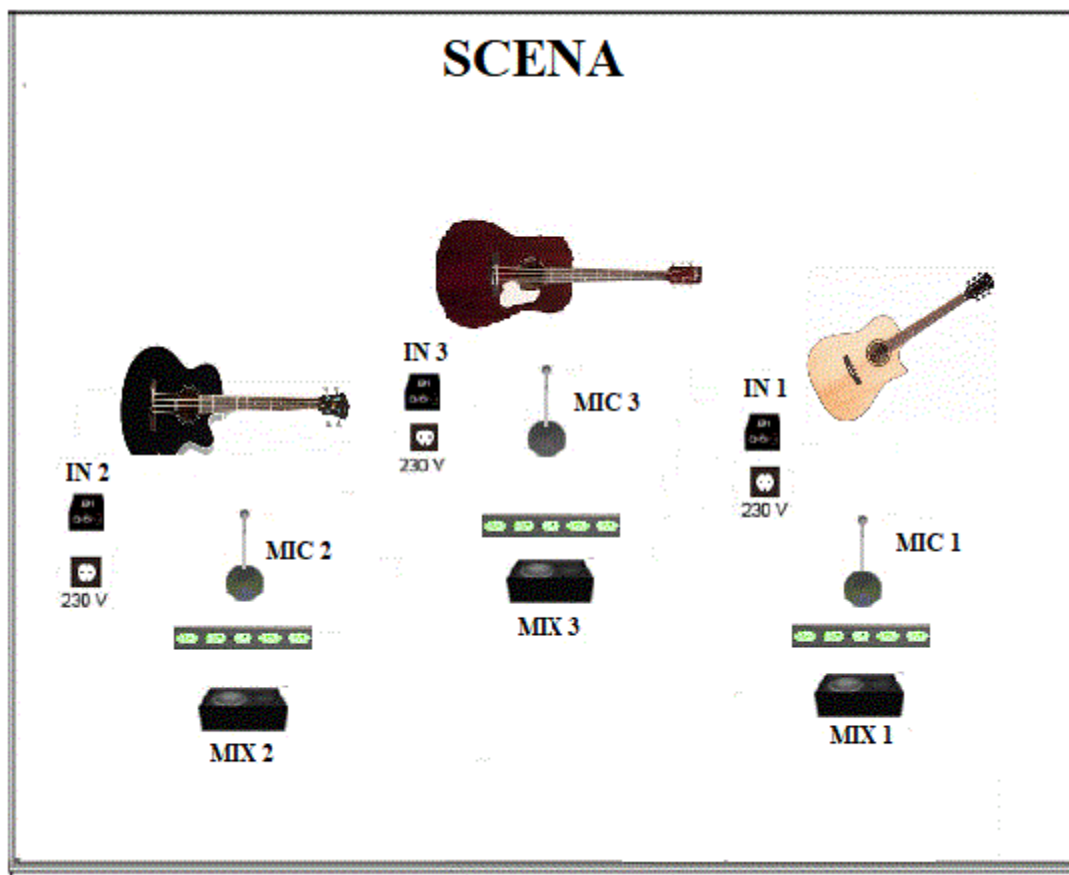 SCENA
IN 3
MIC 3
230 V
IN 1
230 V
IN 2
MIC 2
230 V
MIC 1
MIX 3
MIX 2
MIX 1